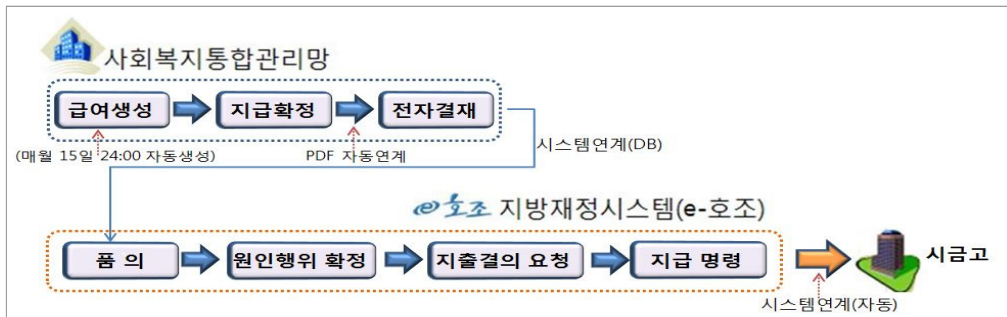 사회복지통합관리망
급여생성 지급확정 전자결재
(매월 15일 24:00 자동생성) PDF 자동연계 시스템연계(DB)
e호조 지방재정시스템(e-호조)
품 의 원인행위 확정 지출결의 요청 지급 명령 시금고
시스템연계(자동)